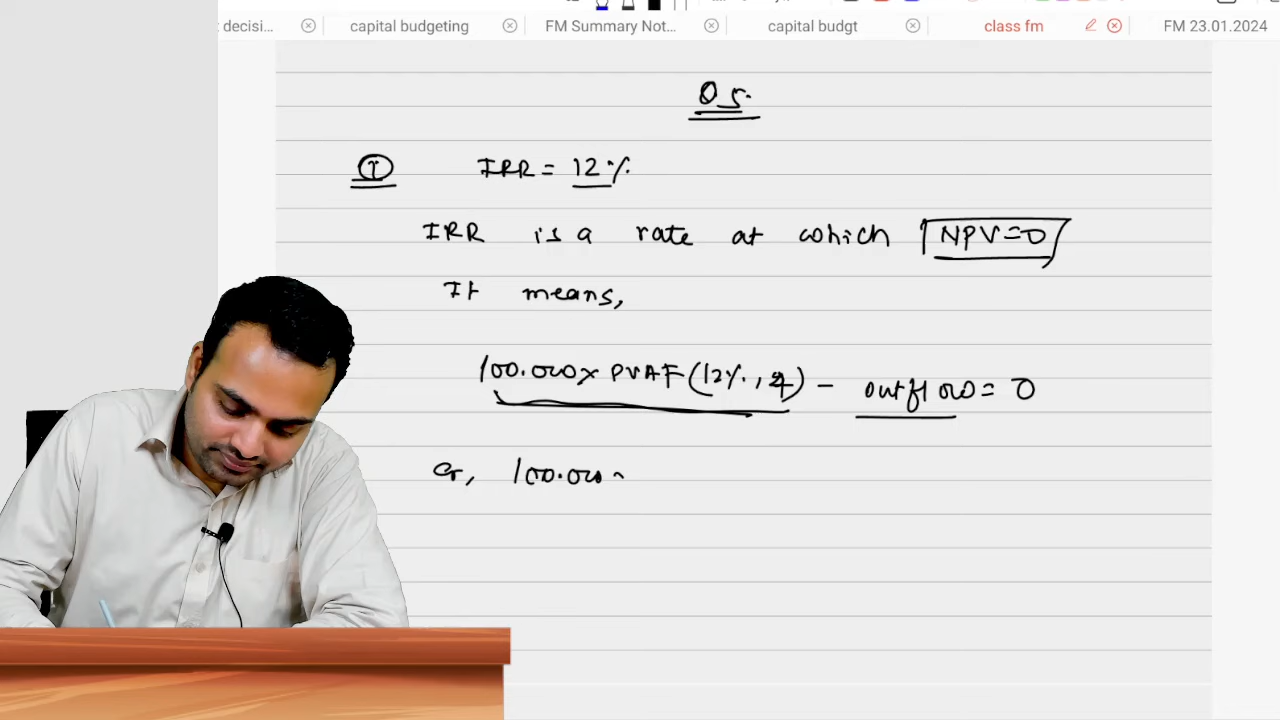 t decisi... capital budgeting FM Summary Not... capital budgt class fm FM 23.01.2024
Q 5.
① IRR = 12%
IRR is a rate at which NPV=0
It means,
100.000 x PVAF (12%, 4) - outflow = 0
or, 100.000